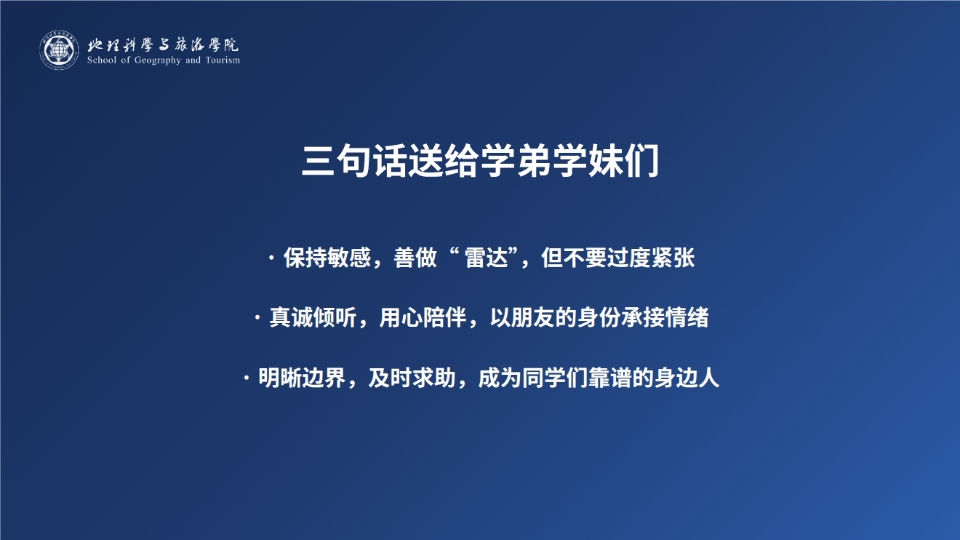 地理科學与旅游學院
School of Geography and Tourism
三句话送给学弟学妹们
· 保持敏感，善做“雷达”，但不要过度紧张
· 真诚倾听，用心陪伴，以朋友的身份承接情绪
· 明晰边界，及时求助，成为同学们靠谱的身边人